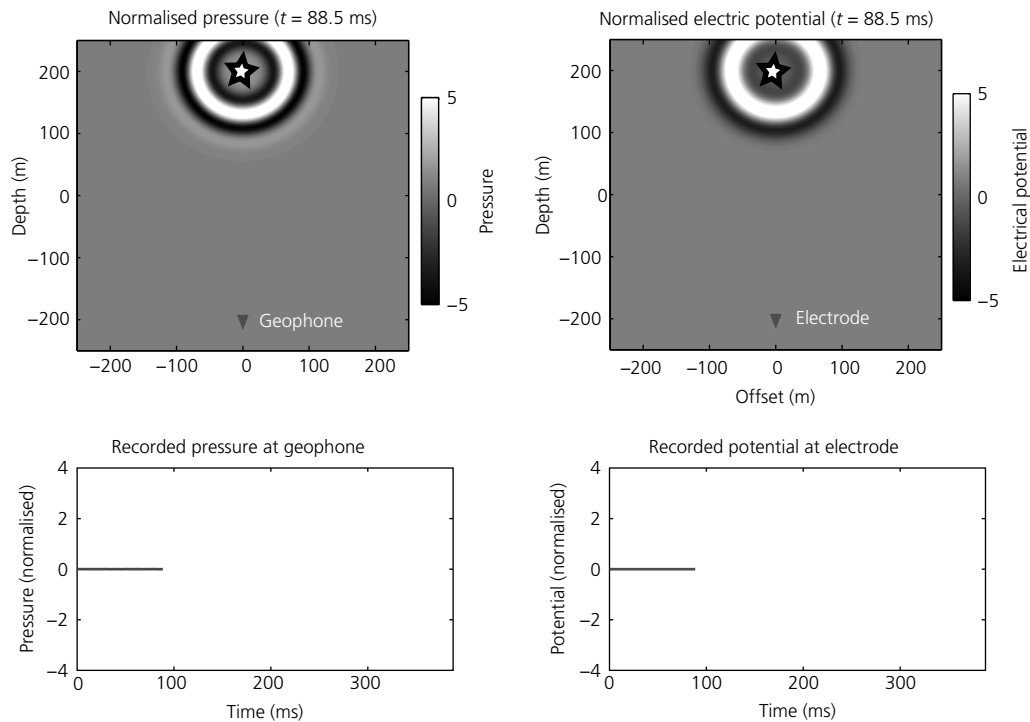 Normalised pressure (t = 88.5 ms)
200
100
0
−100
−200
Depth (m)
−200 −100 0 100 200
Geophone
5
0
−5
Pressure
Normalised electric potential (t = 88.5 ms)
200
100
0
−100
−200
Depth (m)
−200 −100 0 100 200
Offset (m)
Electrode
5
0
−5
Electrical potential
Recorded pressure at geophone
4
2
0
−2
−4
Pressure (normalised)
0 100 200 300
Time (ms)
Recorded potential at electrode
4
2
0
−2
−4
Potential (normalised)
0 100 200 300
Time (ms)